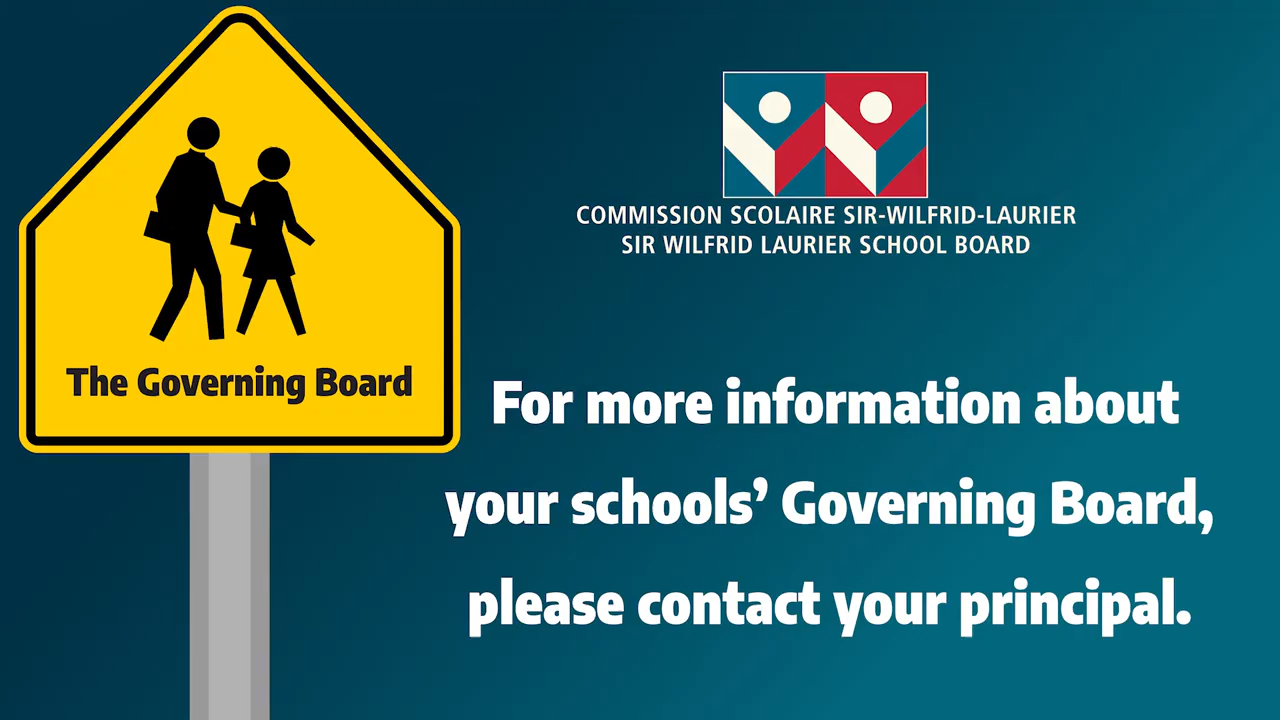 The Governing Board
COMMISSION SCOLAIRE SIR-WILFRID-LAURIER
SIR WILFRID LAURIER SCHOOL BOARD
For more information about
your schools’ Governing Board,
please contact your principal.